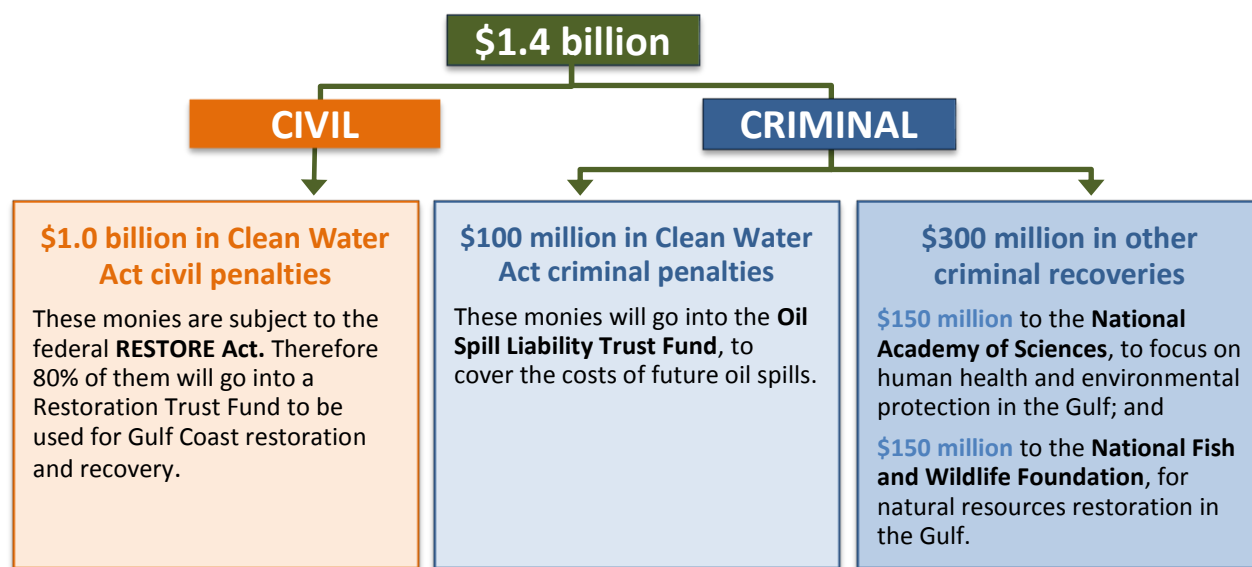 $1.4 billion
CIVIL
CRIMINAL
$1.0 billion in Clean Water
Act civil penalties
These monies are subject to the
federal RESTORE Act. Therefore
80% of them will go into a
Restoration Trust Fund to be
used for Gulf Coast restoration
and recovery.
$100 million in Clean Water
Act criminal penalties
These monies will go into the Oil
Spill Liability Trust Fund, to
cover the costs of future oil spills.
$300 million in other
criminal recoveries
$150 million to the National
Academy of Sciences, to focus on
human health and environmental
protection in the Gulf; and
$150 million to the National Fish
and Wildlife Foundation, for
natural resources restoration in
the Gulf.